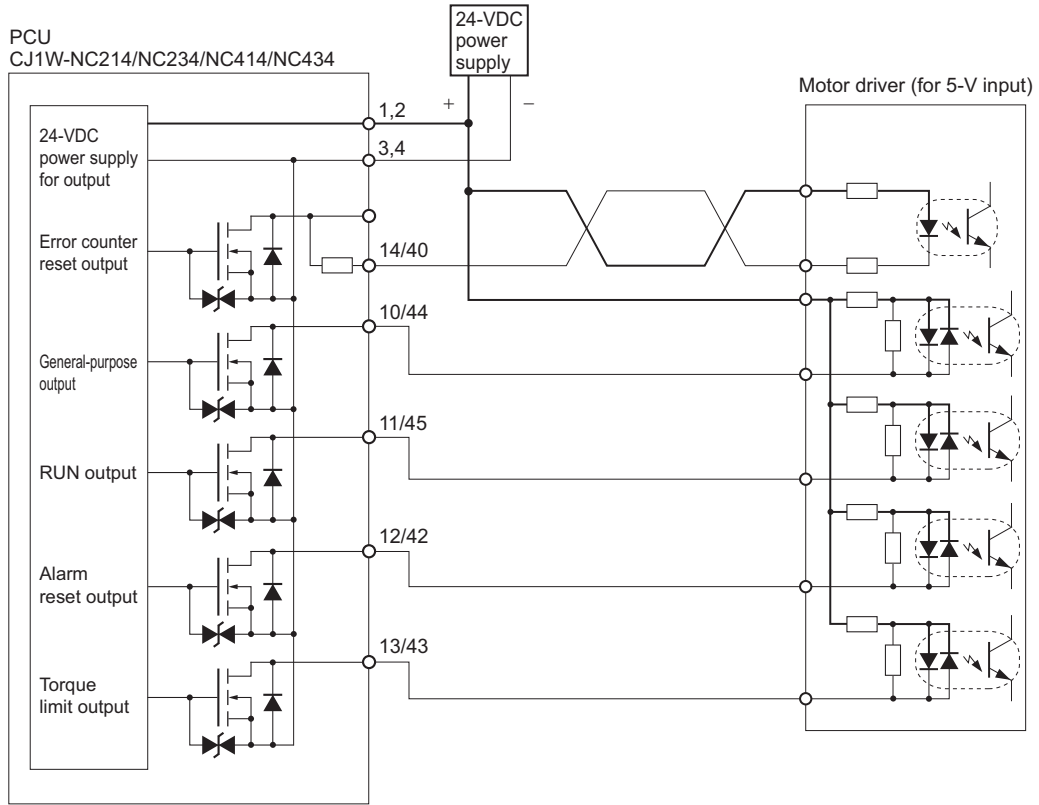 PCU
CJ1W-NC214/NC234/NC414/NC434
24-VDC
power
supply
Motor driver (for 5-V input)
+
−
1,2
3,4
24-VDC
power supply
for output
Error counter
reset output
14/40
10/44
General-purpose
output
11/45
RUN output
12/42
Alarm
reset output
13/43
Torque
limit output